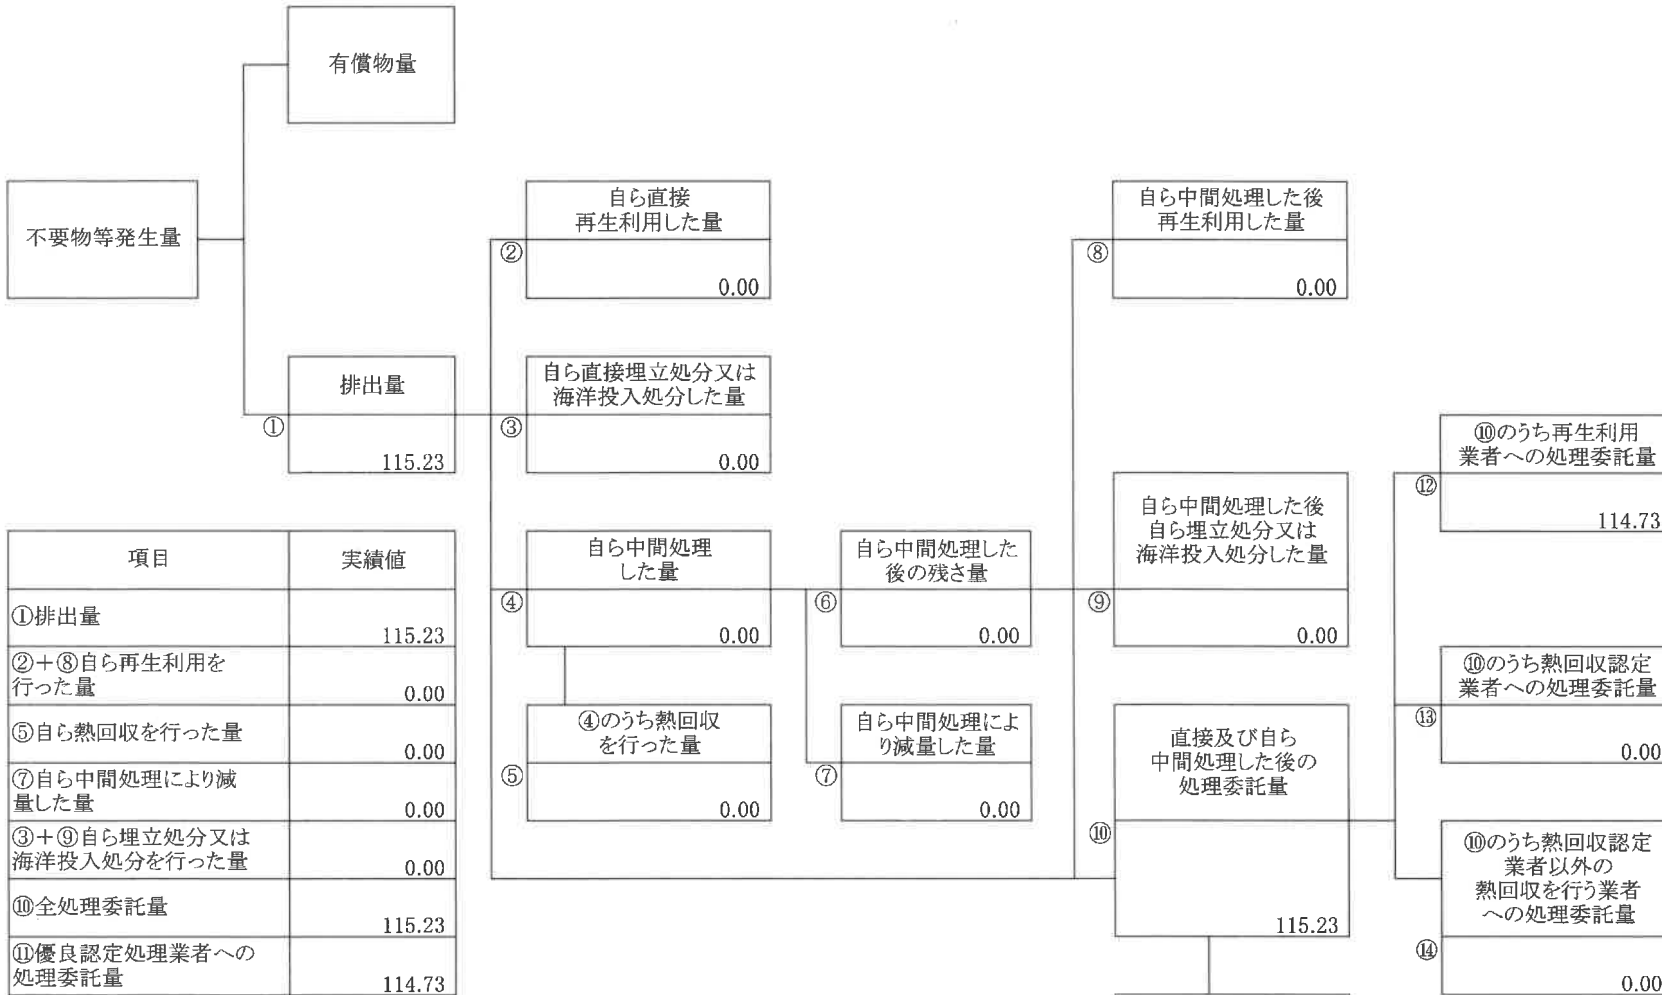 有償物量
不要物等発生量
自ら直接
再生利用した量
②
0.00
自ら中間処理した後
再生利用した量
⑧
0.00
排出量
①
115.23
自ら直接埋立処分又は
海洋投入処分した量
③
0.00
⑩のうち再生利用
業者への処理委託量
⑫
114.73
自ら中間処理
した量
④
0.00
自ら中間処理した
後の残さ量
⑥
0.00
自ら中間処理した後
自ら埋立処分又は
海洋投入処分した量
⑨
0.00
⑩のうち熱回収認定
業者への処理委託量
⑬
0.00
④のうち熱回収
を行った量
⑤
0.00
自ら中間処理によ
り減量した量
⑦
0.00
直接及び自ら
中間処理した後の
処理委託量
⑩
115.23
⑩のうち熱回収認定
業者以外の
熱回収を行う業者
への処理委託量
⑭
0.00
項目 実績値
①排出量
115.23
②+⑧自ら再生利用を
行った量 0.00
⑤自ら熱回収を行った量
0.00
⑦自ら中間処理により減
量した量 0.00
③+⑨自ら埋立処分又は
海洋投入処分を行った量 0.00
⑩全処理委託量
115.23
⑪優良認定処理業者への
処理委託量 114.73